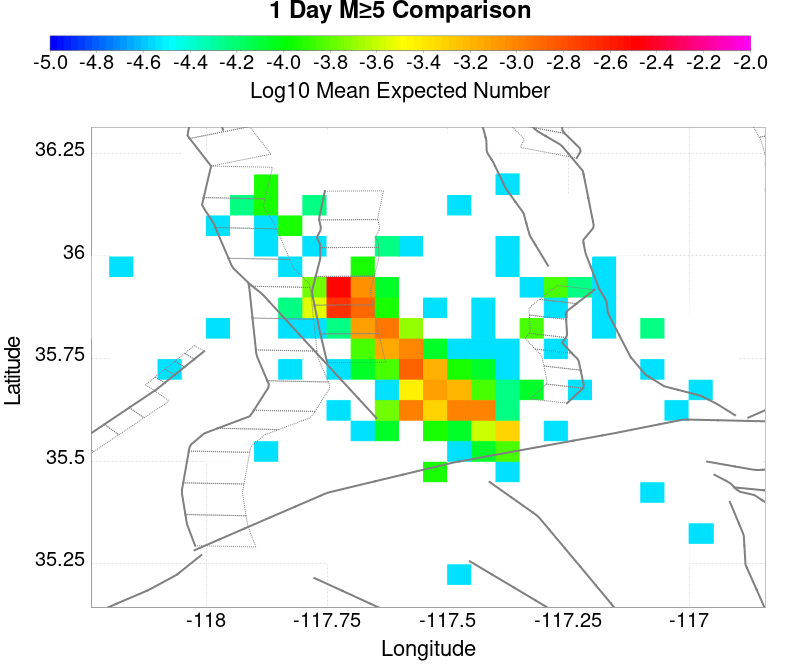 1 Day M≥5 Comparison
-5.0 -4.8 -4.6 -4.4 -4.2 -4.0 -3.8 -3.6 -3.4 -3.2 -3.0 -2.8 -2.6 -2.4 -2.2 -2.0
Log10 Mean Expected Number
36.25
36
35.75
35.5
35.25
Latitude
-118 -117.75 -117.5 -117.25 -117
Longitude